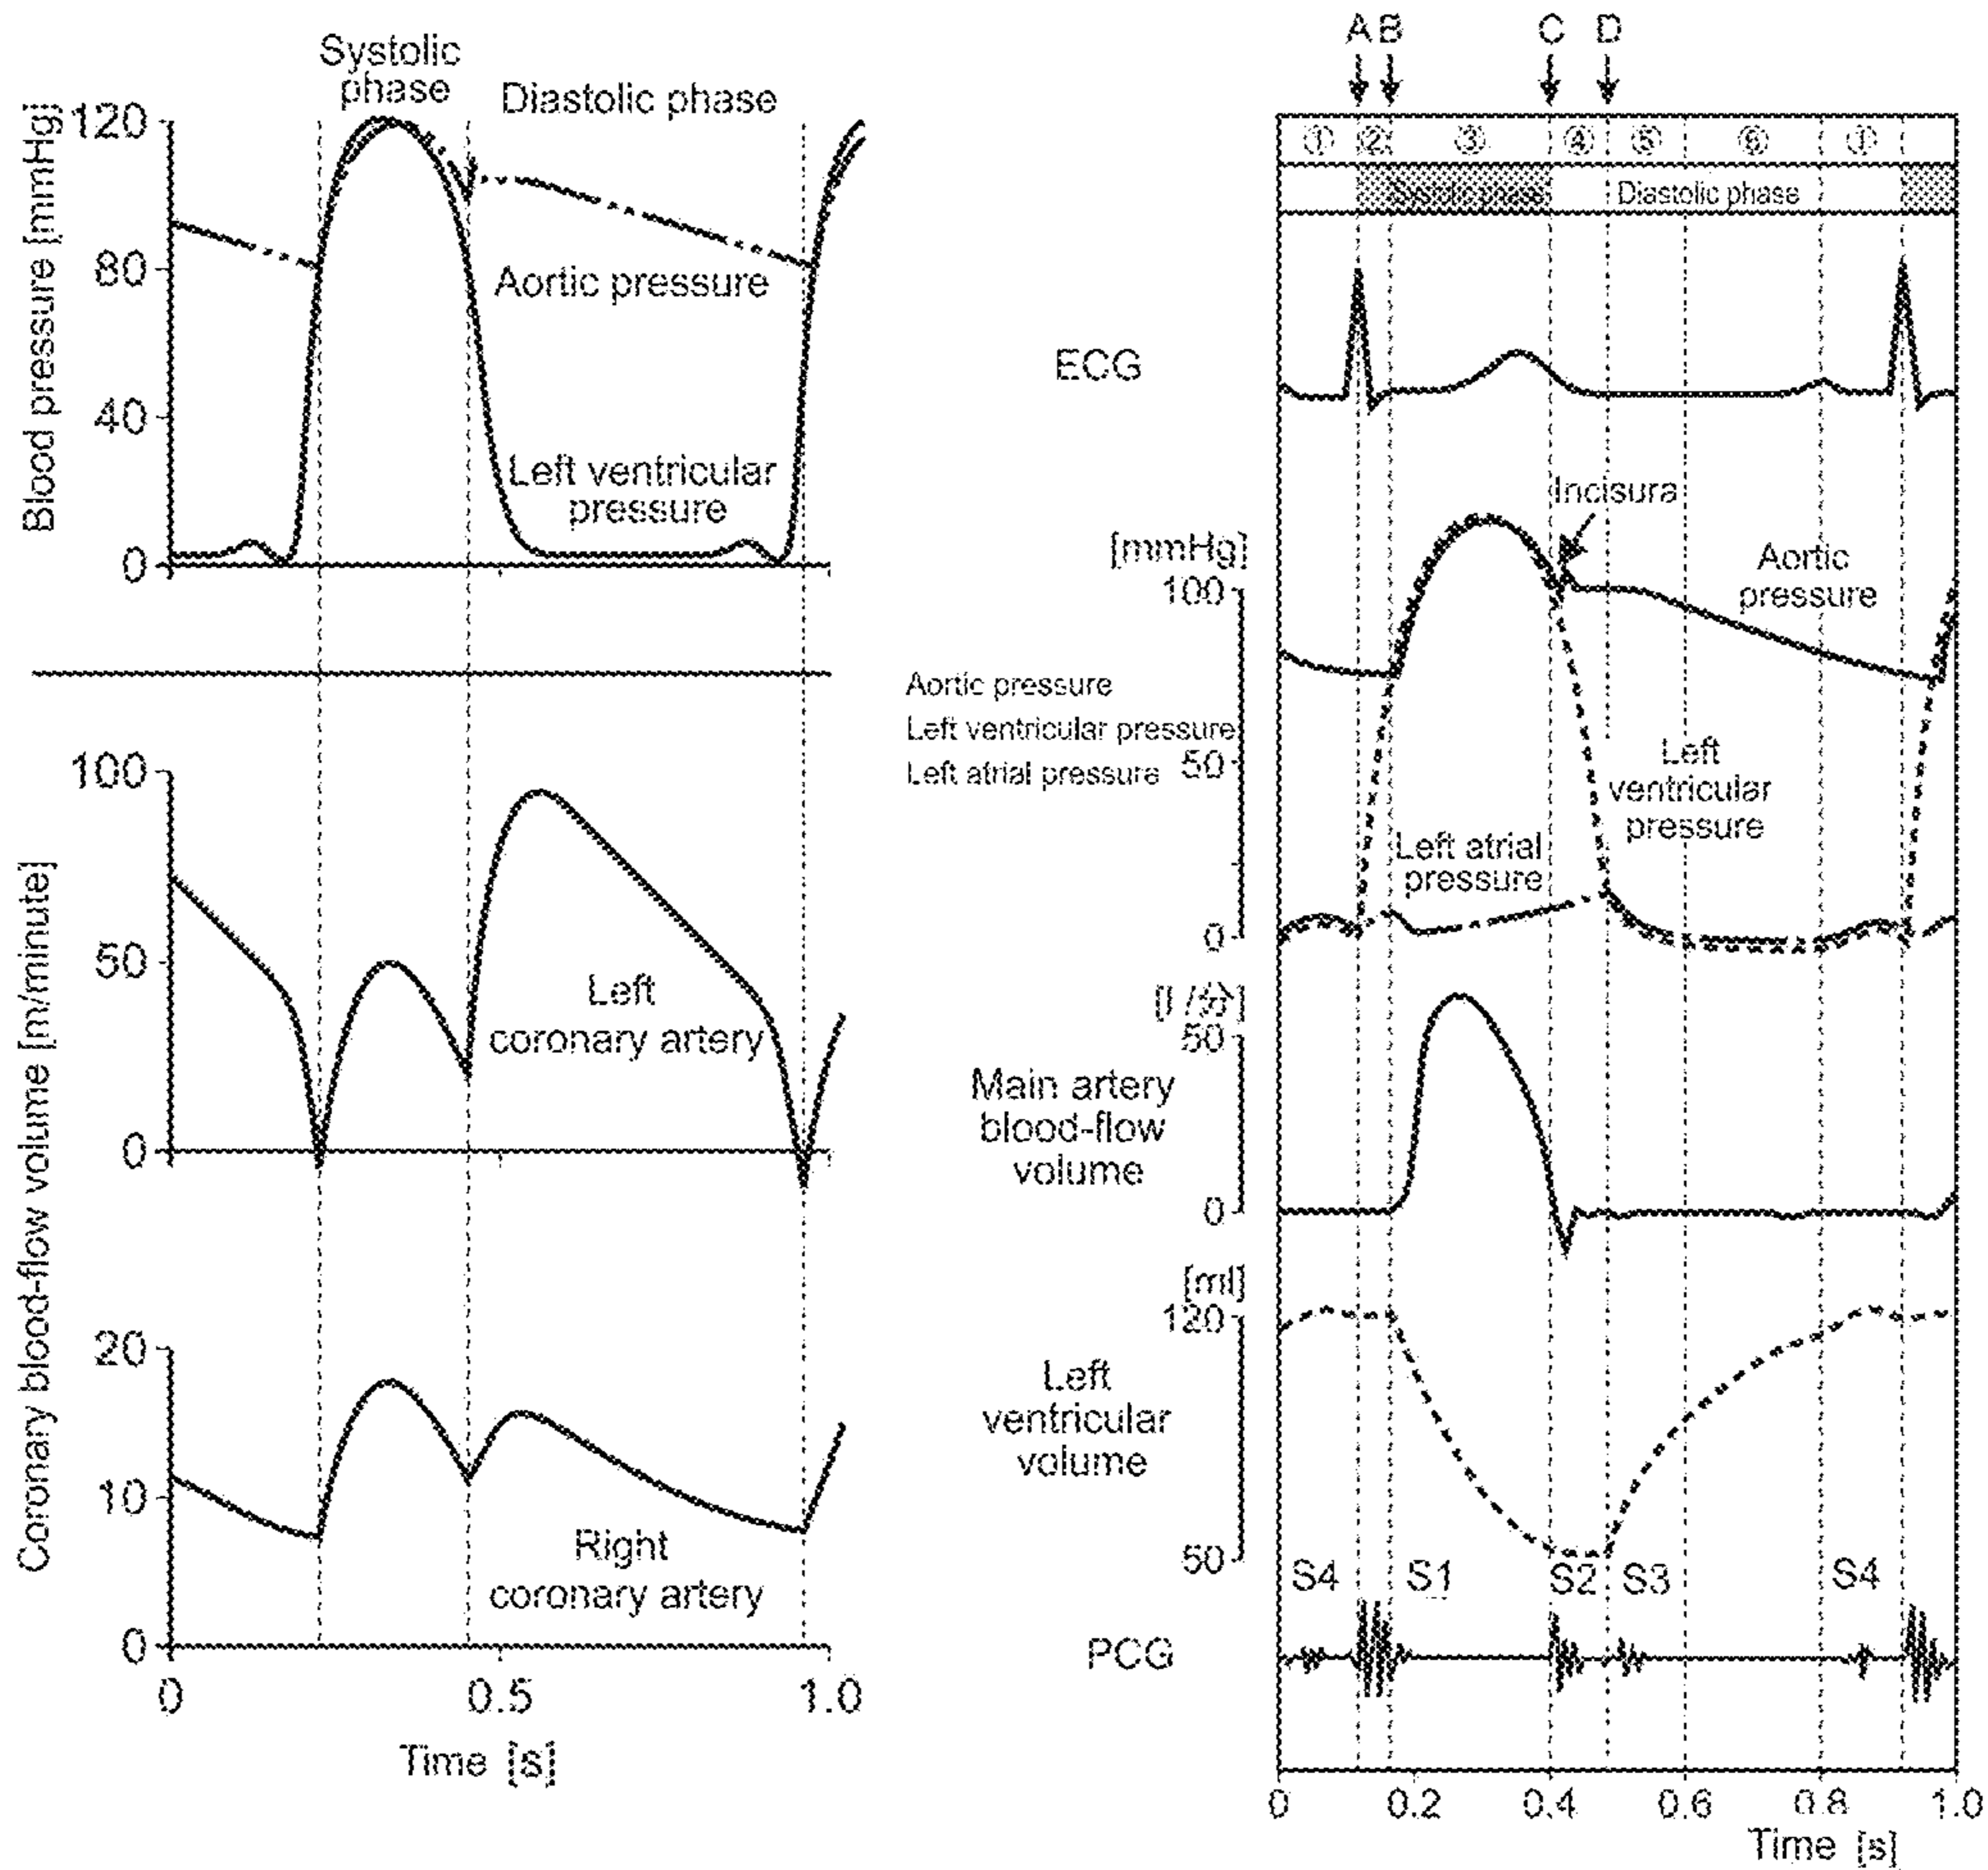 Systolic
phase
Diastolic phase
Blood pressure [mmHg]
120
80
40
0
Aortic pressure
Left ventricular
pressure
Coronary blood-flow volume [m/minute]
100
50
0
Left
coronary artery
20
10
0
Right
coronary artery
0
0.5
1.0
Time [s]
A B C D
① ② ③ ④ ⑤ ⑥ ①
Systolic phase
Diastolic phase
ECG
Incisura
[mmHg]
100
50
0
Aortic
pressure
Aortic pressure
Left ventricular pressure
Left atrial pressure
Left
ventricular
pressure
Left atrial
pressure
[l/分]
50
0
Main artery
blood-flow
volume
[ml]
120
50
Left
ventricular
volume
S4 S1 S2 S3 S4
PCG
0 0.2 0.4 0.6 0.8 1.0
Time [s]